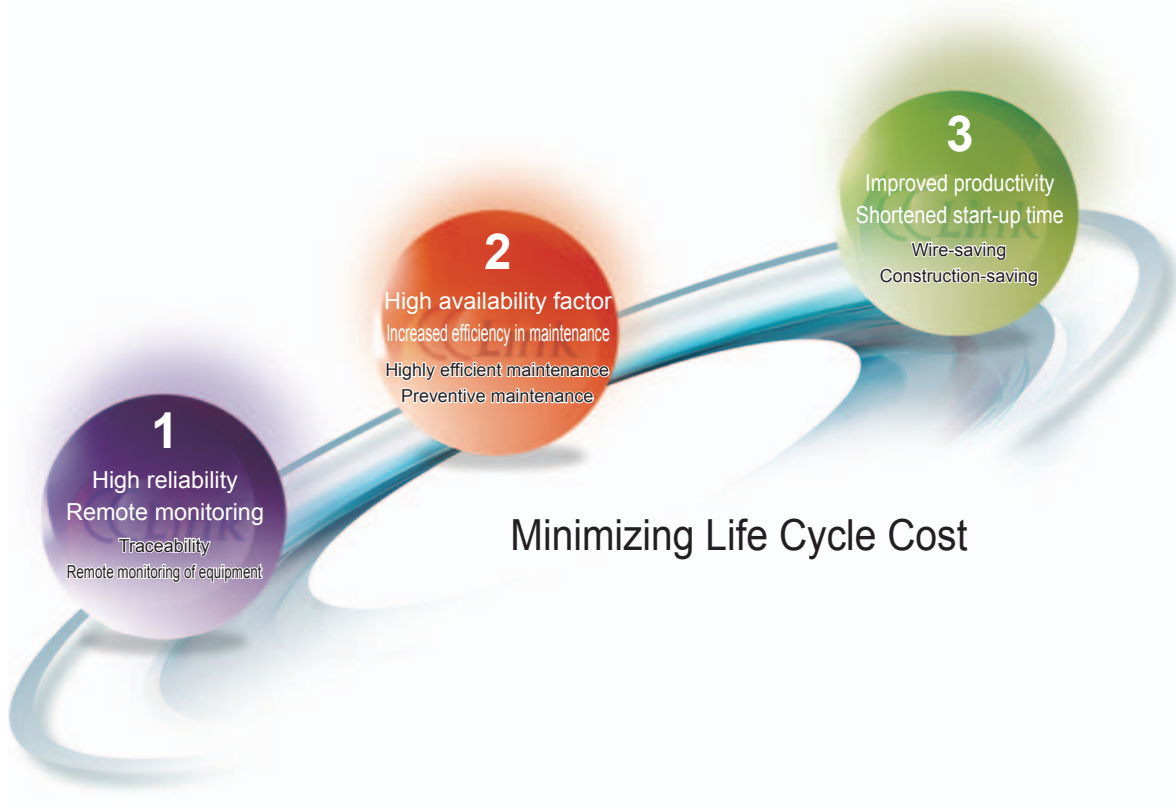 1
High reliability
Remote monitoring
Traceability
Remote monitoring of equipment
2
High availability factor
Increased efficiency in maintenance
Highly efficient maintenance
Preventive maintenance
3
Improved productivity
Shortened start-up time
Wire-saving
Construction-saving
Minimizing Life Cycle Cost